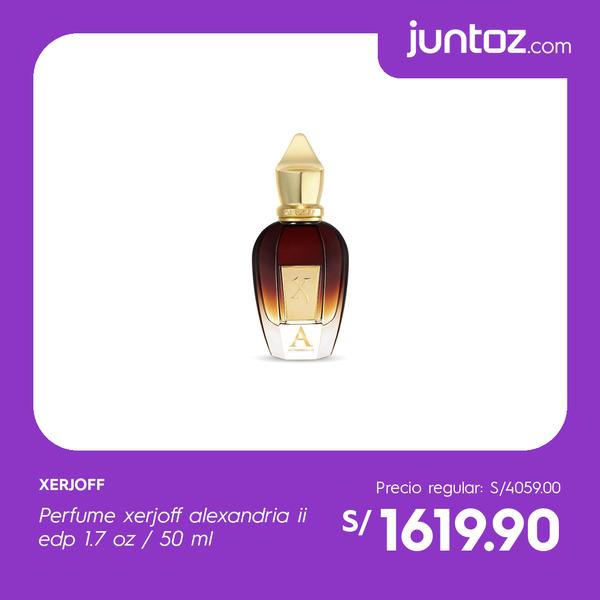 juntoz.com
X
A
XERJOFF
Perfume xerjoff alexandria ii
edp 1.7 oz / 50 ml
Precio regular: S/4059.00
S/1619.90